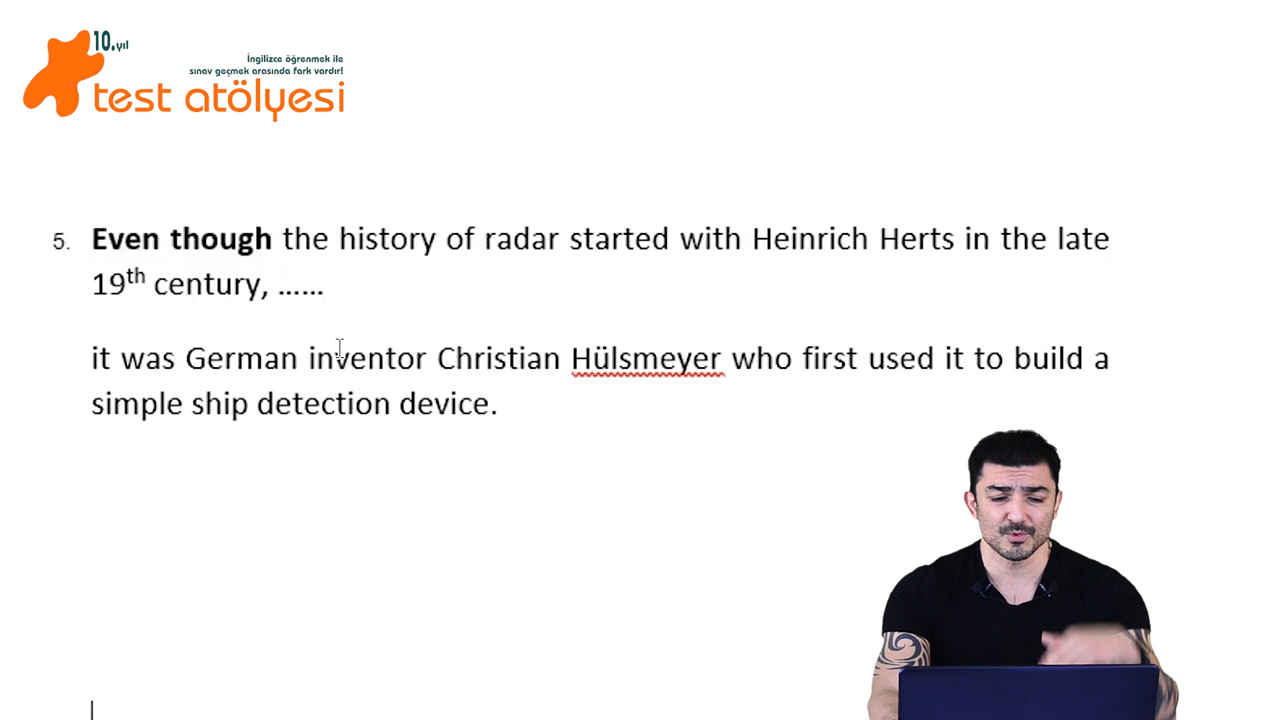 10.yıl
İngilizce öğrenmek ile
sınav geçmek arasında fark vardır!
test atölyesi
5. Even though the history of radar started with Heinrich Herts in the late
19th century, ......
it was German inventor Christian Hülsmeyer who first used it to build a
simple ship detection device.